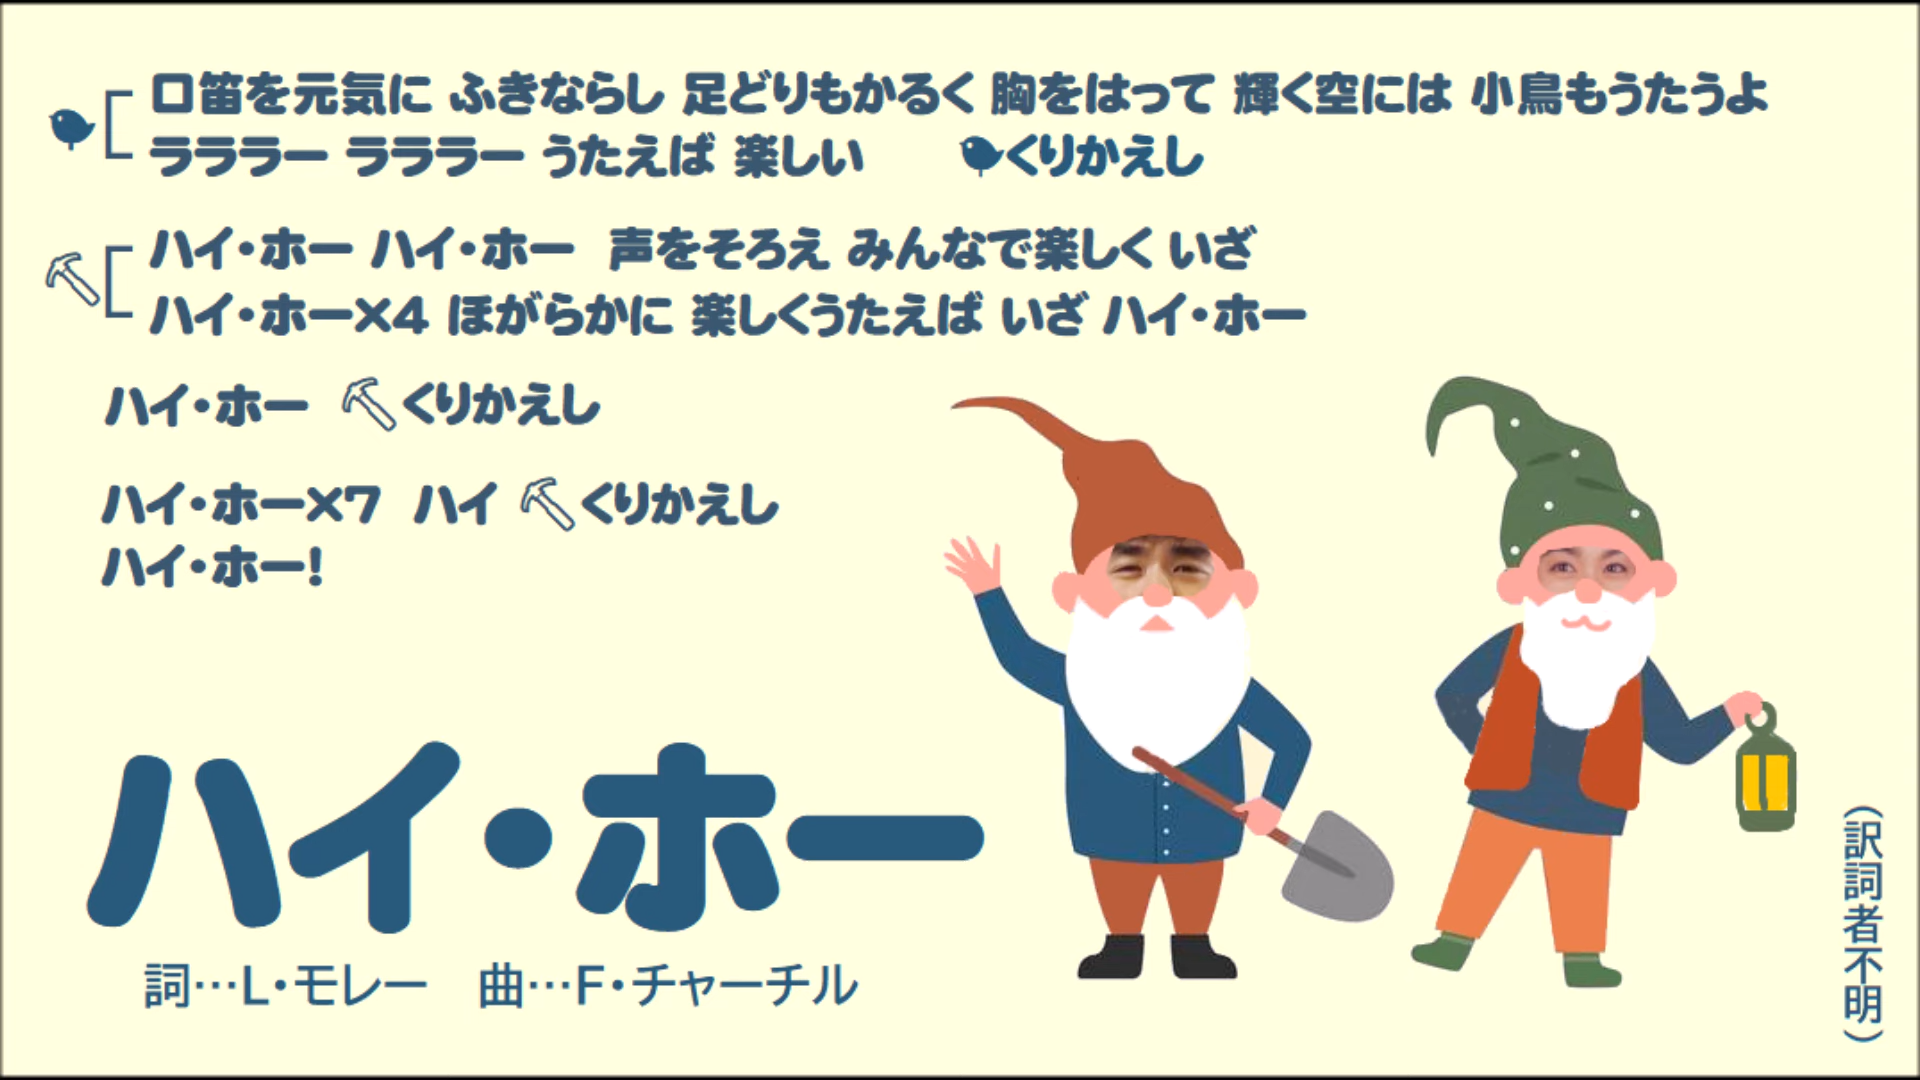 口笛を元気に ふきならし 足どりもかるく 胸をはって 輝く空には 小鳥もうたうよ
ラララー ラララー うたえば 楽しい くりかえし
ハイ・ホー ハイ・ホー 声をそろえ みんなで楽しく いざ
ハイ・ホー×4 ほがらかに 楽しくうたえば いざ ハイ・ホー
ハイ・ホー くりかえし
ハイ・ホー×7 ハイ くりかえし
ハイ・ホー!
ハイ・ホー
詞…L・モレー 曲…F・チャーチル
（訳詞者不明）